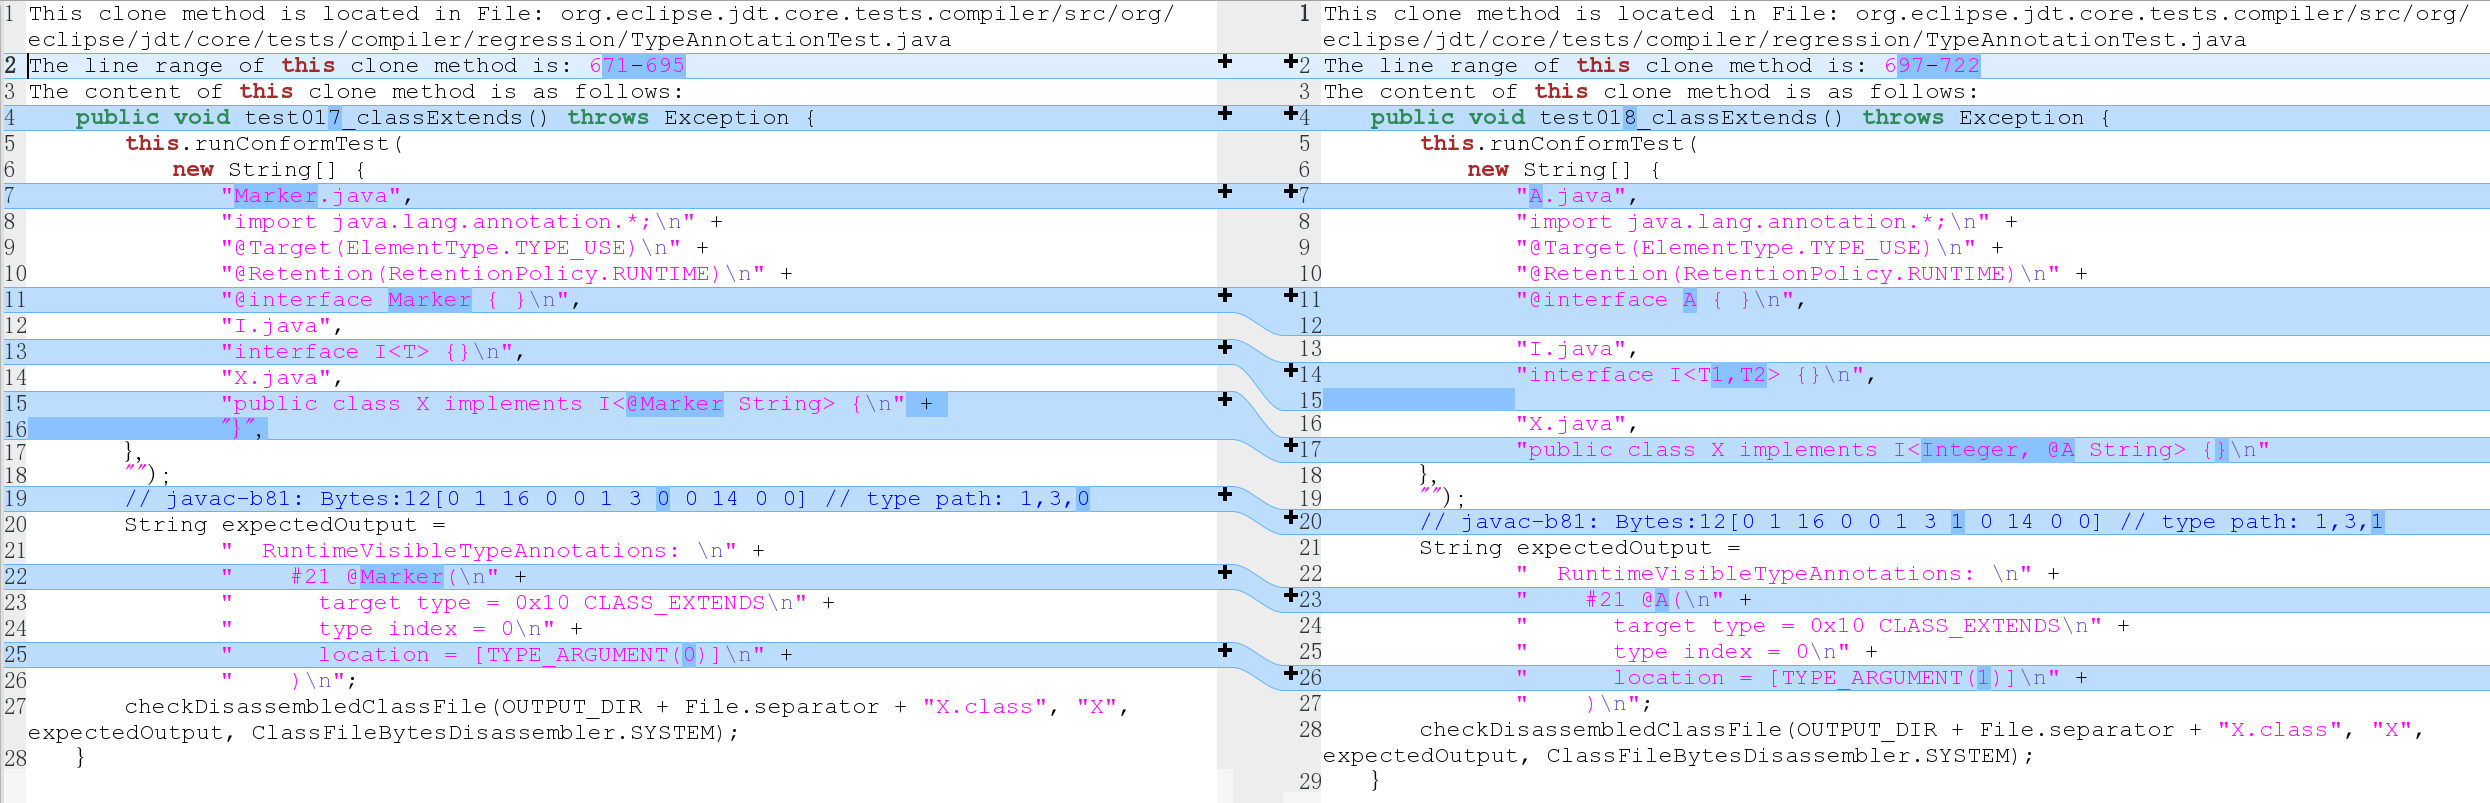 1 This clone method is located in File: org.eclipse.jdt.core.tests.compiler/src/org/
eclipse/jdt/core/tests/compiler/regression/TypeAnnotationTest.java
2 The line range of this clone method is: 671-695
3 The content of this clone method is as follows:
4 public void test017_classExtends() throws Exception {
5 this.runConformTest(
6 new String[] {
7 "Marker.java",
8 "import java.lang.annotation.*;\n" +
9 "@Target(ElementType.TYPE_USE)\n" +
10 "@Retention(RetentionPolicy.RUNTIME)\n" +
11 "@interface Marker { }\n",
12 "I.java",
13 "interface I<T> {}\n",
14 "X.java",
15 "public class X implements I<@Marker String> {\n" +
16 "}",
17 },
18 "");
19 // javac-b81: Bytes:12[0 1 16 0 0 1 3 0 0 14 0 0] // type path: 1,3,0
20 String expectedOutput =
21 "  RuntimeVisibleTypeAnnotations: \n" +
22 "    #21 @Marker(\n" +
23 "      target type = 0x10 CLASS_EXTENDS\n" +
24 "      type index = 0\n" +
25 "      location = [TYPE_ARGUMENT(0)]\n" +
26 "    )\n";
27 checkDisassembledClassFile(OUTPUT_DIR + File.separator + "X.class", "X",
expectedOutput, ClassFileBytesDisassembler.SYSTEM);
28 }
1 This clone method is located in File: org.eclipse.jdt.core.tests.compiler/src/org/
eclipse/jdt/core/tests/compiler/regression/TypeAnnotationTest.java
2 The line range of this clone method is: 697-722
3 The content of this clone method is as follows:
4 public void test018_classExtends() throws Exception {
5 this.runConformTest(
6 new String[] {
7 "A.java",
8 "import java.lang.annotation.*;\n" +
9 "@Target(ElementType.TYPE_USE)\n" +
10 "@Retention(RetentionPolicy.RUNTIME)\n" +
11 "@interface A { }\n",
12
13 "I.java",
14 "interface I<T1,T2> {}\n",
15
16 "X.java",
17 "public class X implements I<Integer, @A String> {}\n"
18 },
19 "");
20 // javac-b81: Bytes:12[0 1 16 0 0 1 3 1 0 14 0 0] // type path: 1,3,1
21 String expectedOutput =
22 "  RuntimeVisibleTypeAnnotations: \n" +
23 "    #21 @A(\n" +
24 "      target type = 0x10 CLASS_EXTENDS\n" +
25 "      type index = 0\n" +
26 "      location = [TYPE_ARGUMENT(1)]\n" +
27 "    )\n";
28 checkDisassembledClassFile(OUTPUT_DIR + File.separator + "X.class", "X",
expectedOutput, ClassFileBytesDisassembler.SYSTEM);
29 }